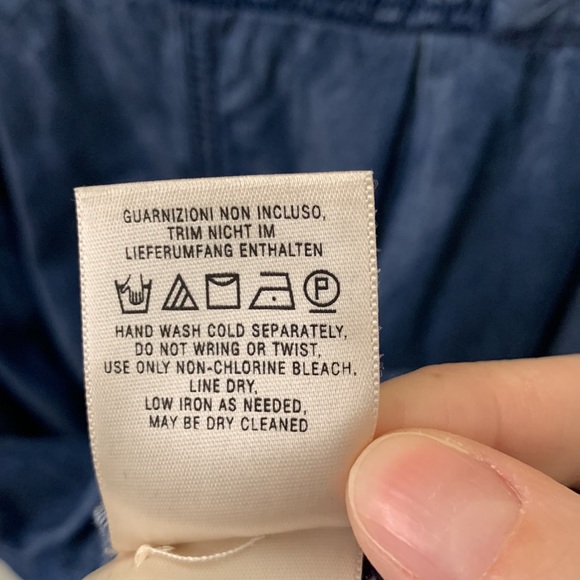 GUARNIZIONI NON INCLUSO,
TRIM NICHT IM
LIEFERUMFANG ENTHALTEN
P
HAND WASH COLD SEPARATELY,
DO NOT WRING OR TWIST,
USE ONLY NON-CHLORINE BLEACH.
LINE DRY,
LOW IRON AS NEEDED,
MAY BE DRY CLEANED